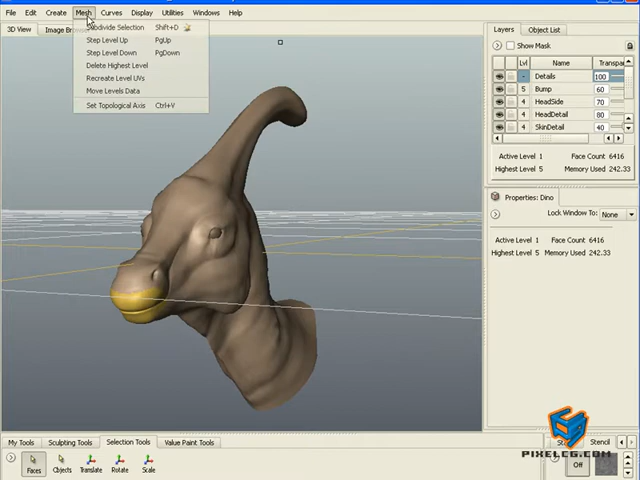 File Edit Create Mesh Curves Display Utilities Windows Help
3D View Image Brow
Subdivide Selection Shift+D
Step Level Up PgUp
Step Level Down PgDown
Delete Highest Level
Recreate Level UVs
Move Levels Data
Set Topological Axis Ctrl+V
Layers Object List
Show Mask
Lvl Name Transpa
- Details 100
5 Bump 60
4 HeadSide 70
4 HeadDetail 80
4 SkinDetail 40
Active Level 1 Face Count 6416
Highest Level 5 Memory Used 242.33
Properties: Dino
Lock Window To: None
Active Level 1 Face Count 6416
Highest Level 5 Memory Used 242.33
My Tools Sculpting Tools Selection Tools Value Paint Tools
Faces Objects Translate Rotate Scale
Stencil
Off
PIXELCG.COM